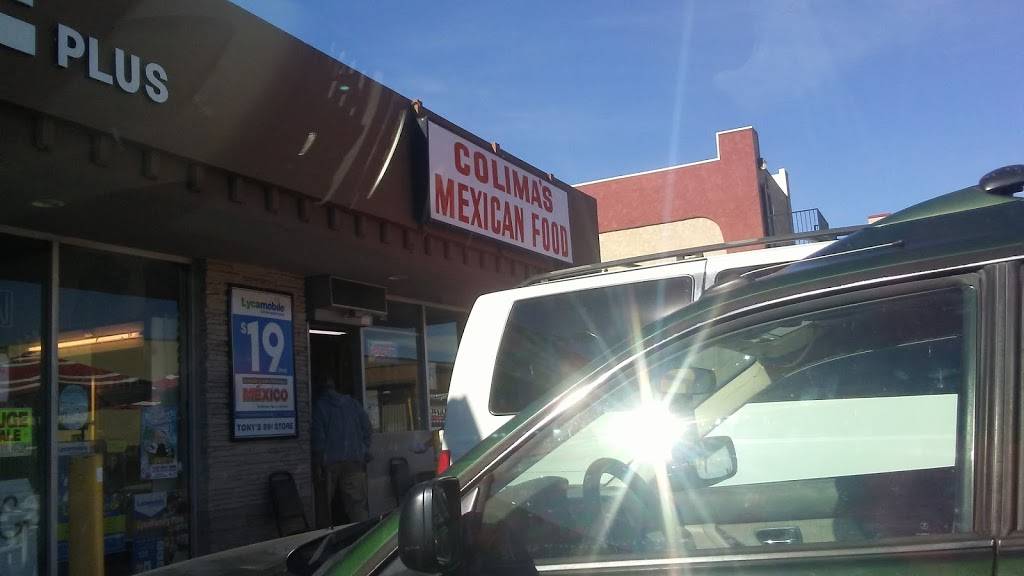 PLUS
COLIMA'S
MEXICAN FOOD
Lycamobile
$19
MÉXICO
TONY'S 99¢ STORE